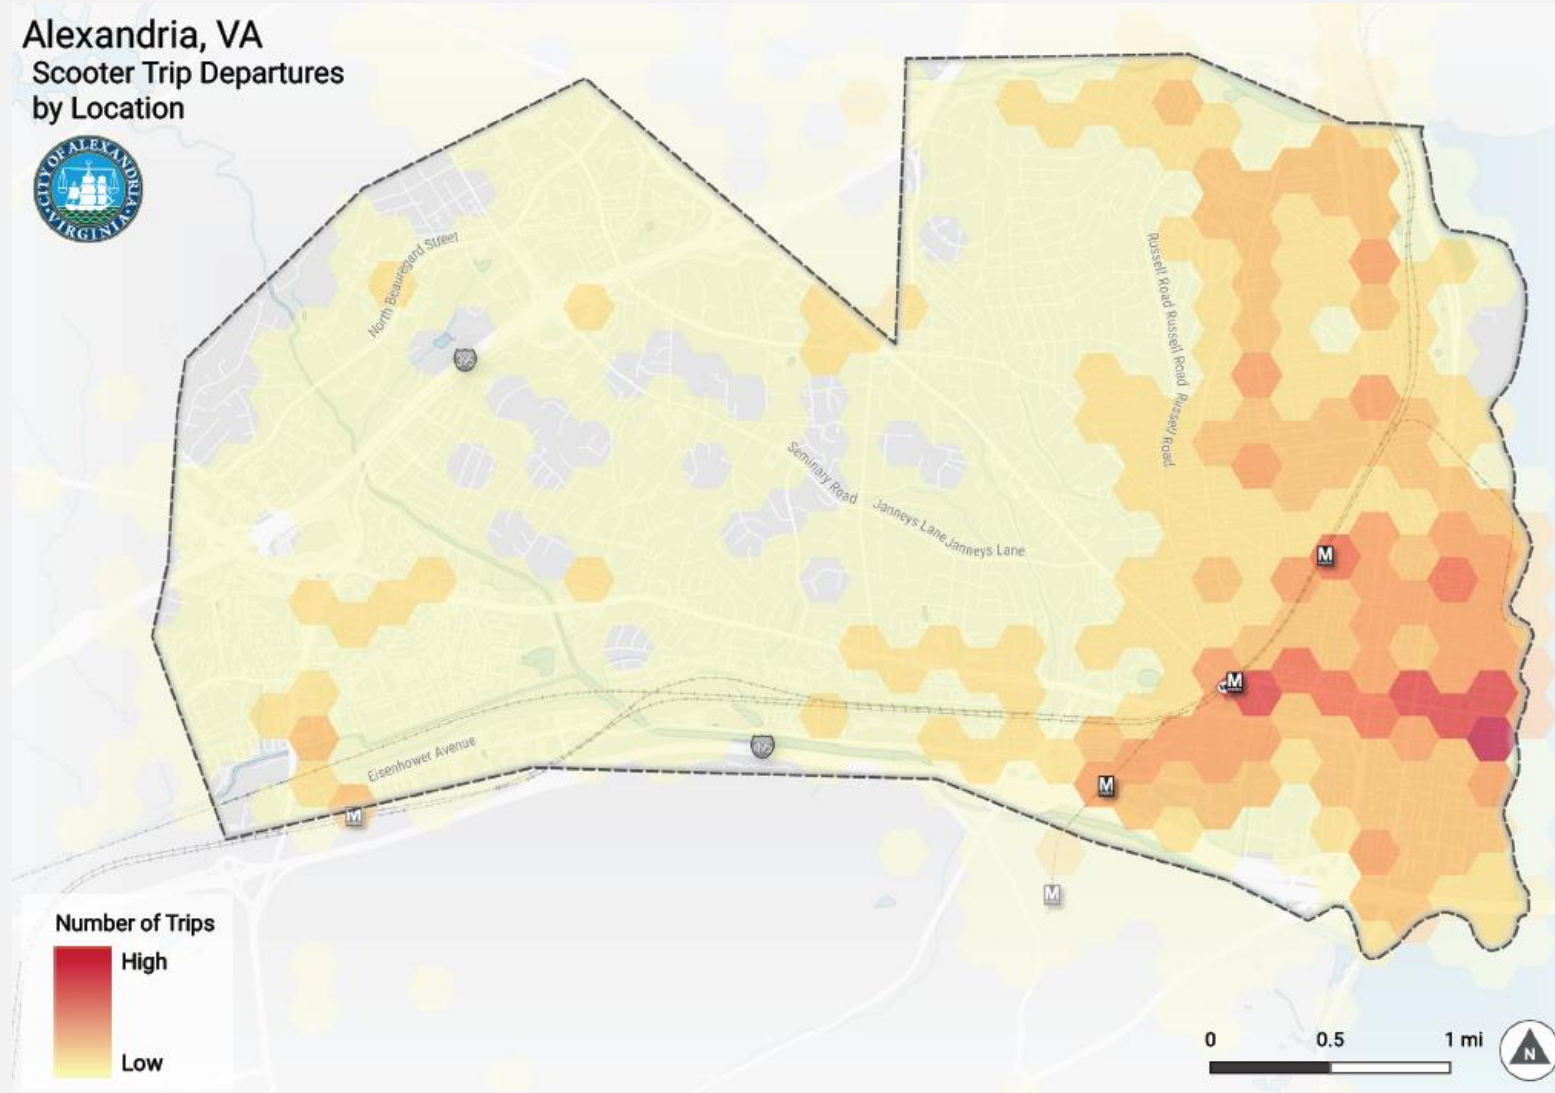 Alexandria, VA
Scooter Trip Departures
by Location
CITY OF ALEXANDRIA
VIRGINIA
North Beauregard Street
395
Russell Road Russell Road Russell Road
Seminary Road
Janneys Lane Janneys Lane
M
M
Eisenhower Avenue
495
M
M
M
Number of Trips
High
Low
0 0.5 1 mi
N